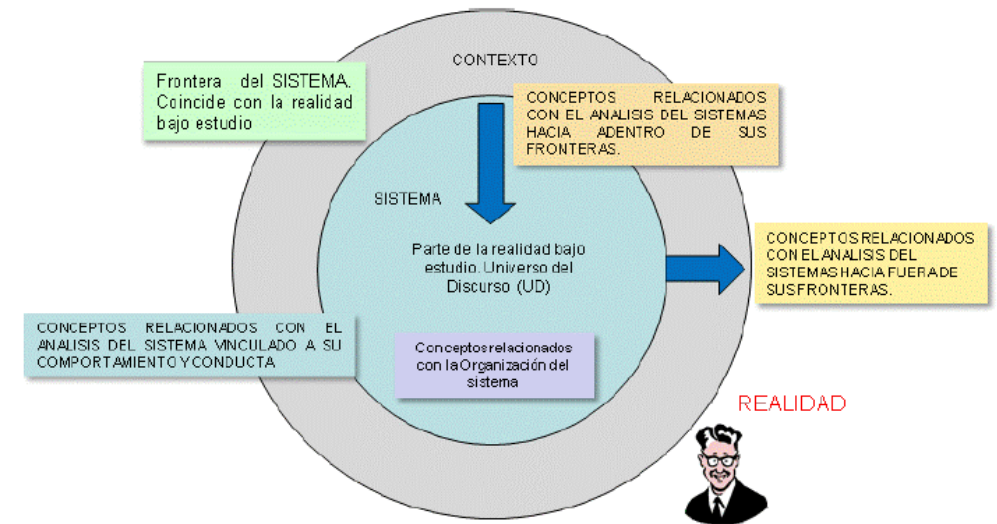 CONTEXTO
Frontera del SISTEMA.
Coincide con la realidad
bajo estudio
CONCEPTOS RELACIONADOS
CON EL ANALISIS DEL SISTEMAS
HACIA ADENTRO DE SUS
FRONTERAS.
SISTEMA
Parte de la realidad bajo
estudio. Universo del
Discurso (UD)
CONCEPTOS RELACIONADOS
CON EL ANALISIS DEL
SISTEMAS HACIA FUERA DE
SUS FRONTERAS.
CONCEPTOS RELACIONADOS CON EL
ANALISIS DEL SISTEMA VINCULADO A SU
COMPORTAMIENTO Y CONDUCTA
Conceptos relacionados
con la Organización del
sistema
REALIDAD